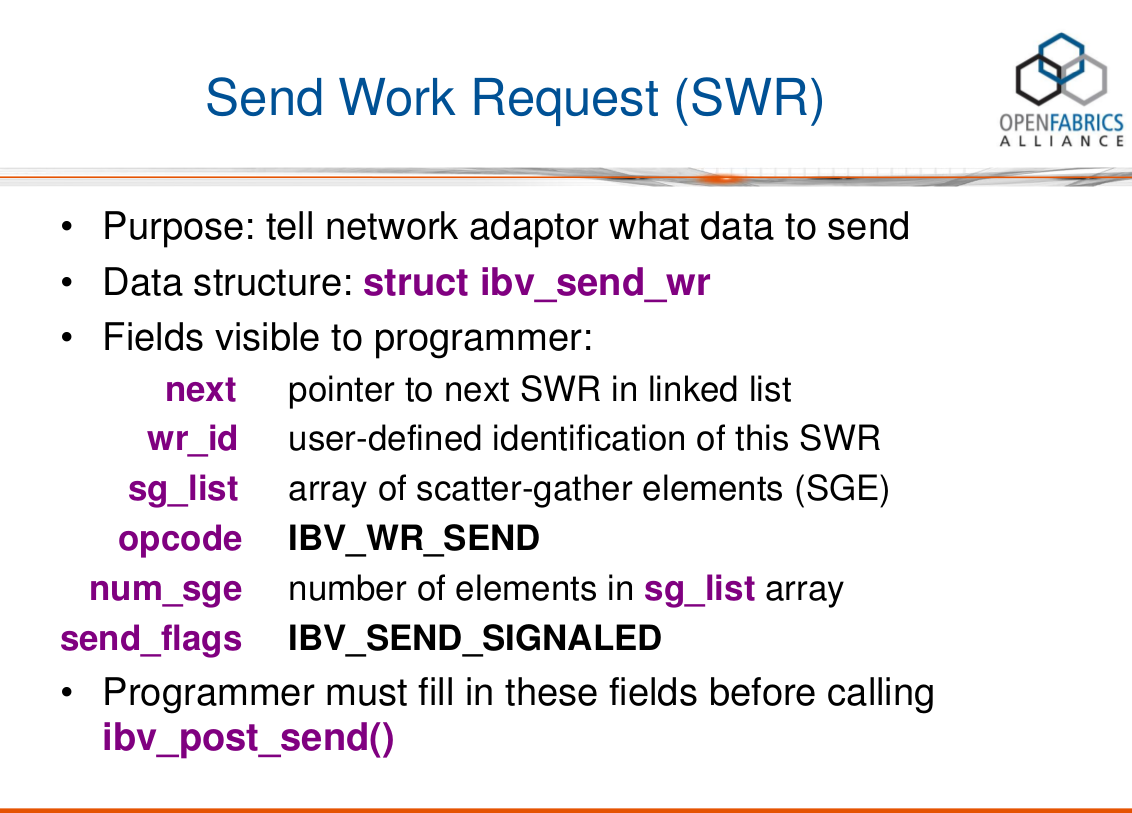 Send Work Request (SWR)
OPENFABRICS
ALLIANCE
• Purpose: tell network adaptor what data to send
• Data structure: struct ibv_send_wr
• Fields visible to programmer:
next pointer to next SWR in linked list
wr_id user-defined identification of this SWR
sg_list array of scatter-gather elements (SGE)
opcode IBV_WR_SEND
num_sge number of elements in sg_list array
send_flags IBV_SEND_SIGNALED
• Programmer must fill in these fields before calling
ibv_post_send()